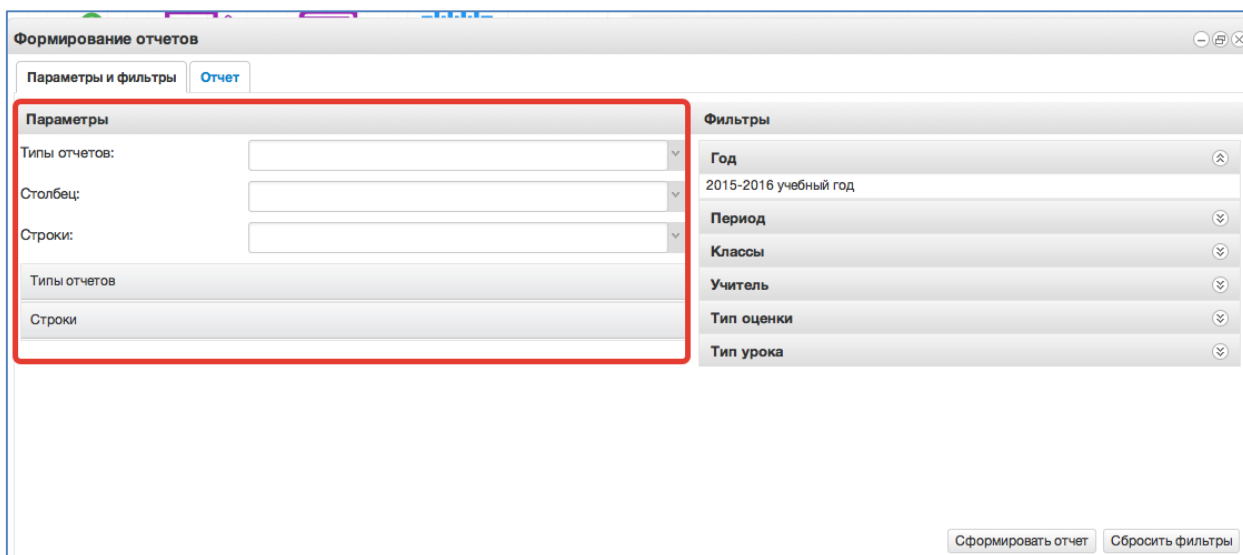 Формирование отчетов
Параметры и фильтры
Отчет
Параметры
Типы отчетов:
Столбец:
Строки:
Типы отчетов
Строки
Фильтры
Год
2015-2016 учебный год
Период
Классы
Учитель
Тип оценки
Тип урока
Сформировать отчет
Сбросить фильтры